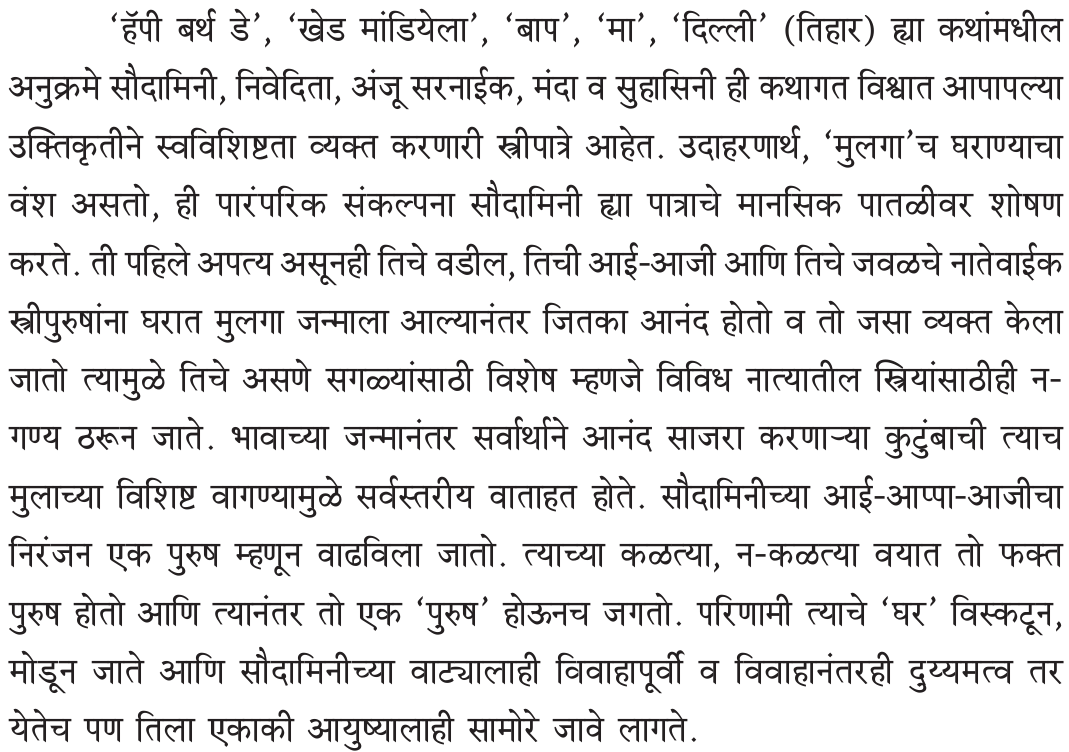 ‘हॅपी बर्थ डे’, ‘खेड मांडियेला’, ‘बाप’, ‘मा’, ‘दिल्ली’ (तिहार) ह्या कथांमधील
अनुक्रमे सौदामिनी, निवेदिता, अंजू सरनाईक, मंदा व सुहासिनी ही कथागत विश्वात आपापल्या
उक्तिकृतीने स्वविशिष्टता व्यक्त करणारी स्त्रीपात्रे आहेत. उदाहरणार्थ, ‘मुलगा’च घराण्याचा
वंश असतो, ही पारंपरिक संकल्पना सौदामिनी ह्या पात्राचे मानसिक पातळीवर शोषण
करते. ती पहिले अपत्य असूनही तिचे वडील, तिची आई-आजी आणि तिचे जवळचे नातेवाईक
स्त्रीपुरुषांना घरात मुलगा जन्माला आल्यानंतर जितका आनंद होतो व तो जसा व्यक्त केला
जातो त्यामुळे तिचे असणे सगळ्यांसाठी विशेष म्हणजे विविध नात्यातील स्त्रियांसाठीही न-
गण्य ठरून जाते. भावाच्या जन्मानंतर सर्वार्थाने आनंद साजरा करणाऱ्या कुटुंबाची त्याच
मुलाच्या विशिष्ट वागण्यामुळे सर्वस्तरीय वाताहत होते. सौदामिनीच्या आई-आप्पा-आजीचा
निरंजन एक पुरुष म्हणून वाढविला जातो. त्याच्या कळत्या, न-कळत्या वयात तो फक्त
पुरुष होतो आणि त्यानंतर तो एक ‘पुरुष’ होऊनच जगतो. परिणामी त्याचे ‘घर’ विस्कटून,
मोडून जाते आणि सौदामिनीच्या वाट्यालाही विवाहापूर्वी व विवाहानंतरही दुय्यमत्व तर
येतेच पण तिला एकाकी आयुष्यालाही सामोरे जावे लागते.